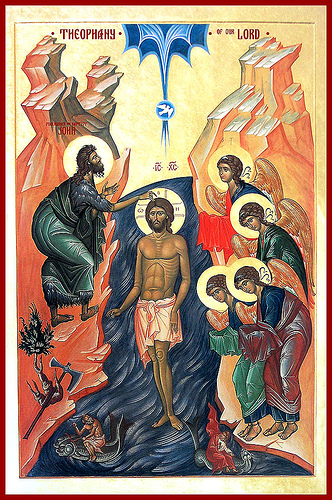 · THEOPHANY · · OF OUR LORD ·
JOHN
IC XC